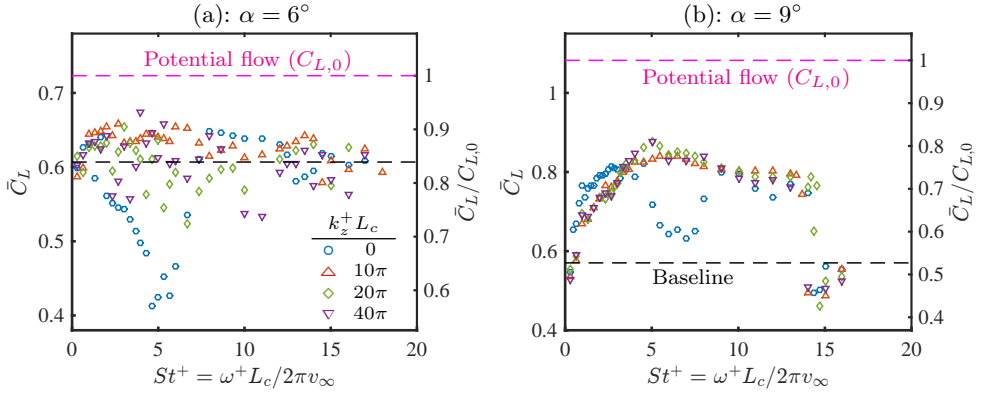 (a): α = 6°
Potential flow (C_{L,0})
0.8
0.7
0.6
0.5
0.4
C̄_L
1
0.9
0.8
0.7
0.6
C̄_L/C_{L,0}
k_z^+ L_c
0
10π
20π
40π
0 5 10 15 20
St^+ = ω^+ L_c/2πv_∞
(b): α = 9°
Potential flow (C_{L,0})
Baseline
1
0.8
0.6
0.4
C̄_L
1
0.9
0.8
0.7
0.6
0.5
0.4
C̄_L/C_{L,0}
0 5 10 15 20
St^+ = ω^+ L_c/2πv_∞